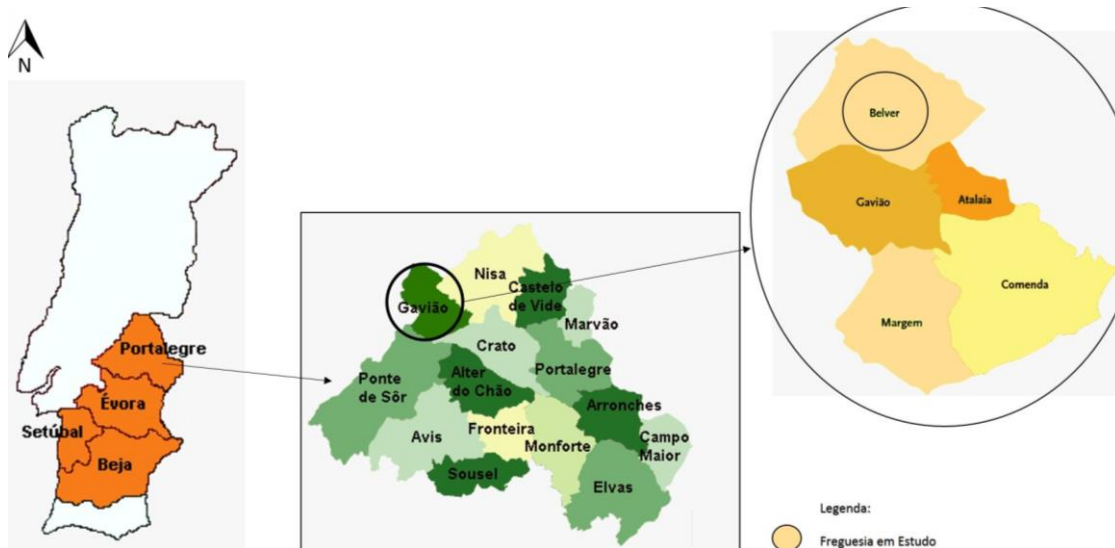 N
Portalegre
Évora
Setúbal
Beja
Nisa
Gavião
Castelo
de Vide
Marvão
Crato
Portalegre
Ponte
de Sôr
Alter
do Chão
Arronches
Avis
Fronteira
Monforte
Campo
Maior
Sousel
Elvas
Belver
Gavião
Atalaia
Comenda
Margem
Legenda:
Freguesia em Estudo